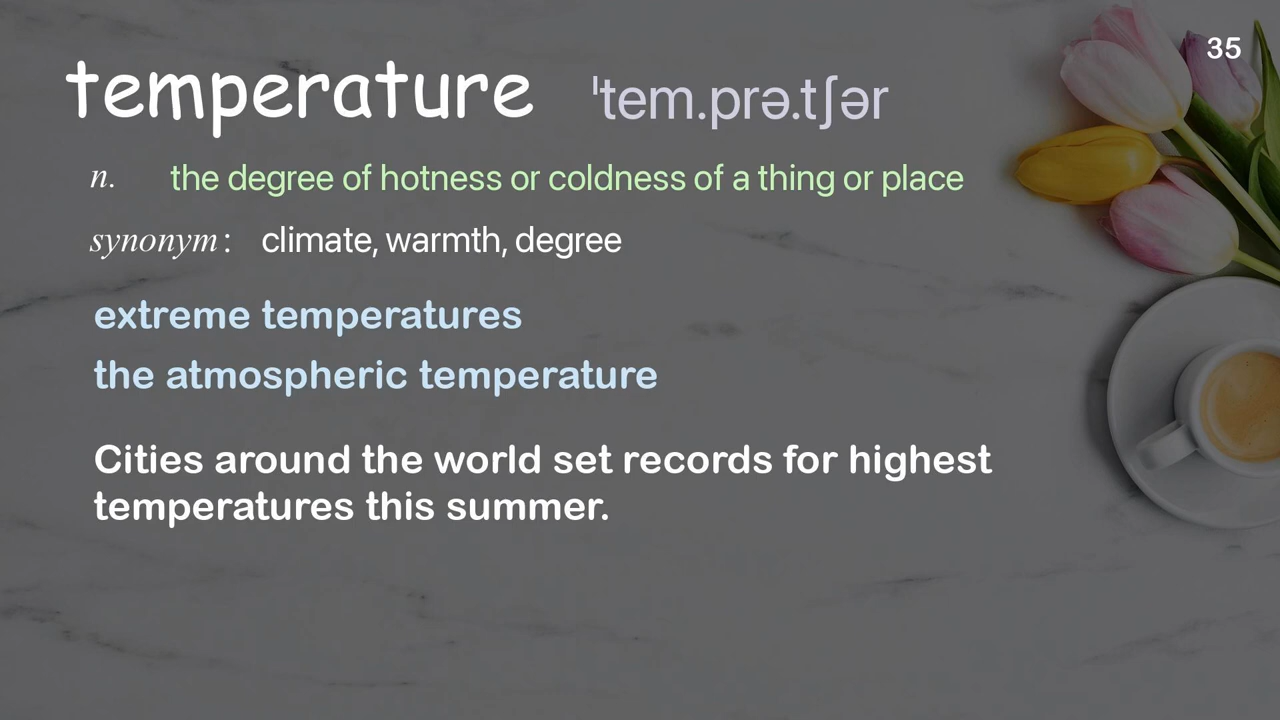 35
temperature ˈtem.prə.tʃər
n. the degree of hotness or coldness of a thing or place
synonym: climate, warmth, degree
extreme temperatures
the atmospheric temperature
Cities around the world set records for highest
temperatures this summer.